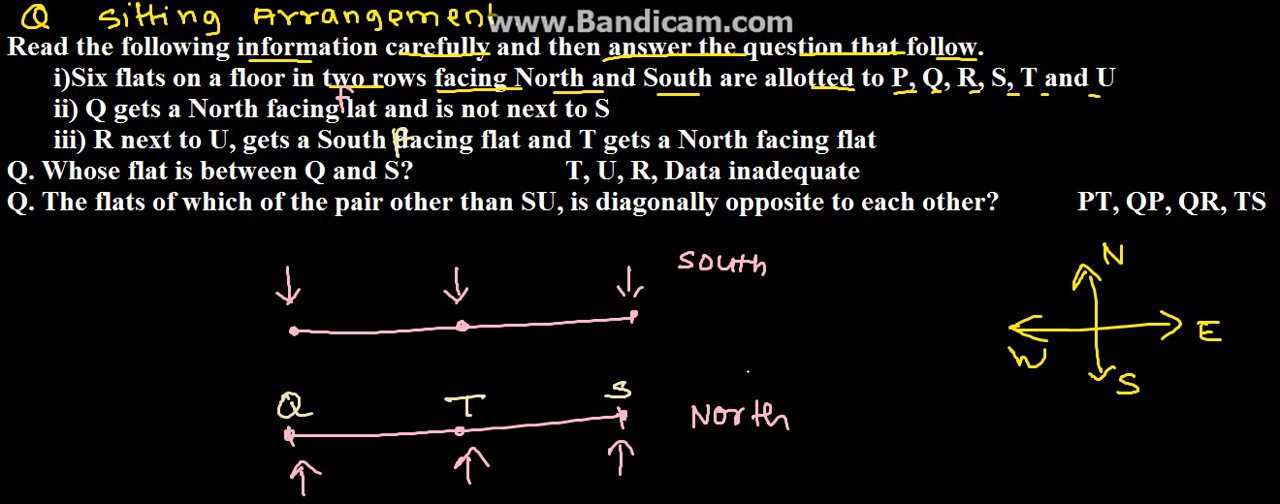 Q Sitting Arrangement www.Bandicam.com
Read the following information carefully and then answer the question that follow.
i)Six flats on a floor in two rows facing North and South are allotted to P, Q, R, S, T and U
ii) Q gets a North facing flat and is not next to S
iii) R next to U, gets a South facing flat and T gets a North facing flat
Q. Whose flat is between Q and S? T, U, R, Data inadequate
Q. The flats of which of the pair other than SU, is diagonally opposite to each other? PT, QP, QR, TS
South
N
W E
S
Q T S North